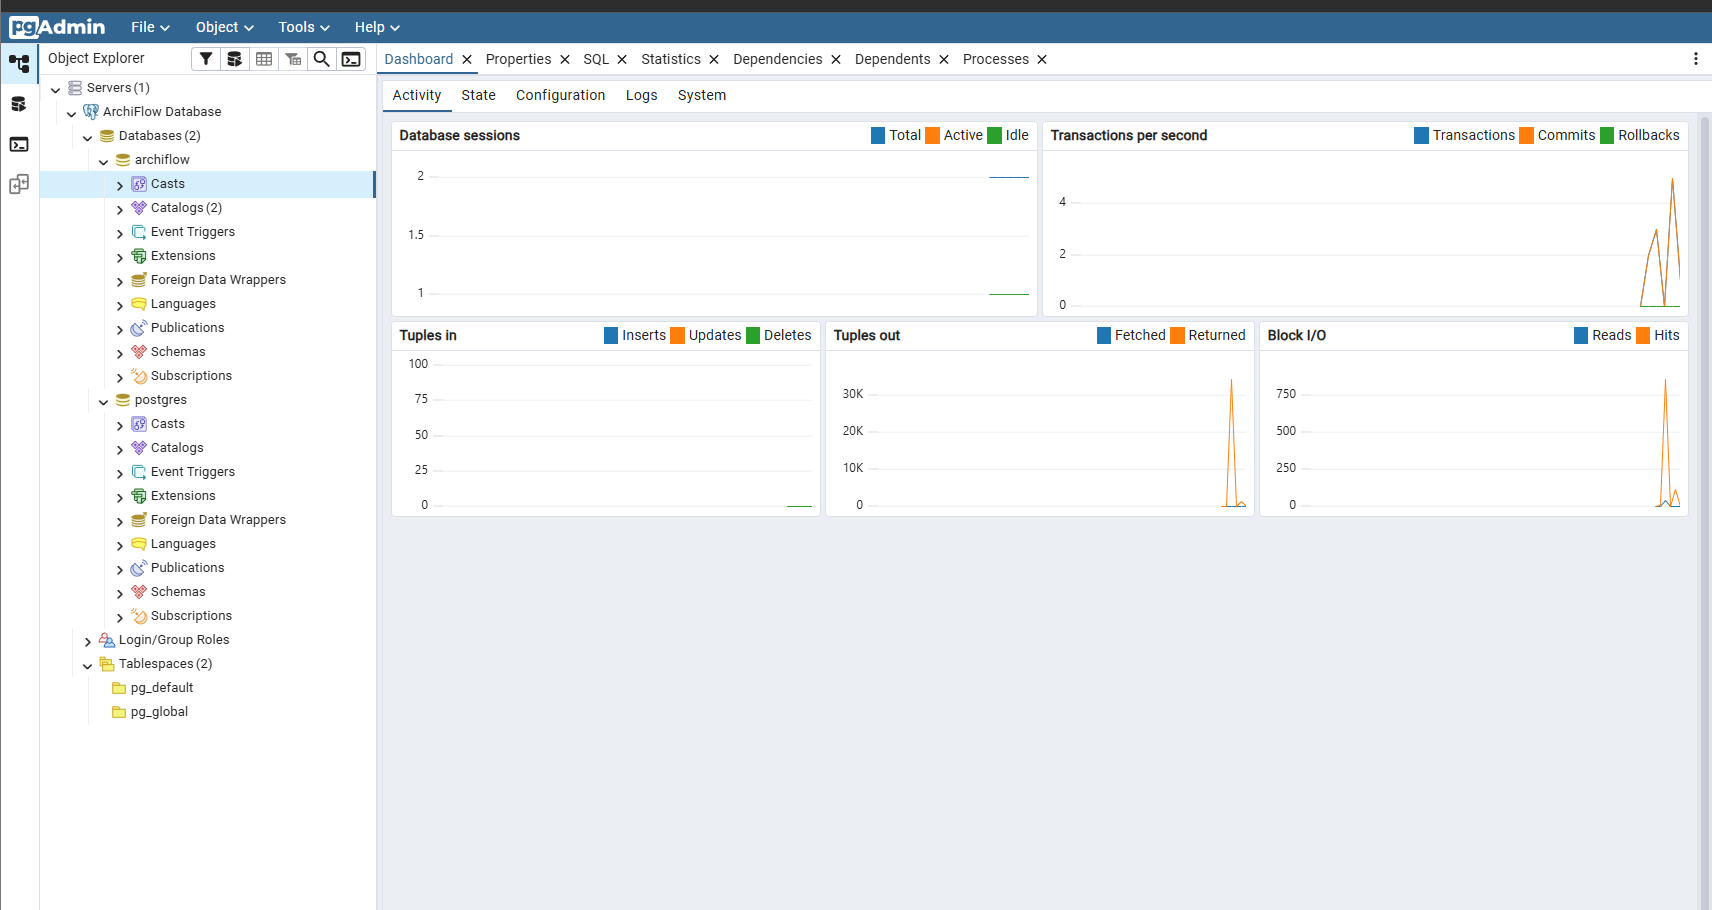 pgAdmin File Object Tools Help
Object Explorer
Dashboard Properties SQL Statistics Dependencies Dependents Processes
Activity State Configuration Logs System
Servers (1)
ArchiFlow Database
Databases (2)
archiflow
Casts
Catalogs (2)
Event Triggers
Extensions
Foreign Data Wrappers
Languages
Publications
Schemas
Subscriptions
postgres
Casts
Catalogs
Event Triggers
Extensions
Foreign Data Wrappers
Languages
Publications
Schemas
Subscriptions
Login/Group Roles
Tablespaces (2)
pg_default
pg_global
Database sessions Total Active Idle
2
1.5
1
Transactions per second Transactions Commits Rollbacks
4
2
0
Tuples in Inserts Updates Deletes
100
75
50
25
0
Tuples out Fetched Returned
30K
20K
10K
0
Block I/O Reads Hits
750
500
250
0